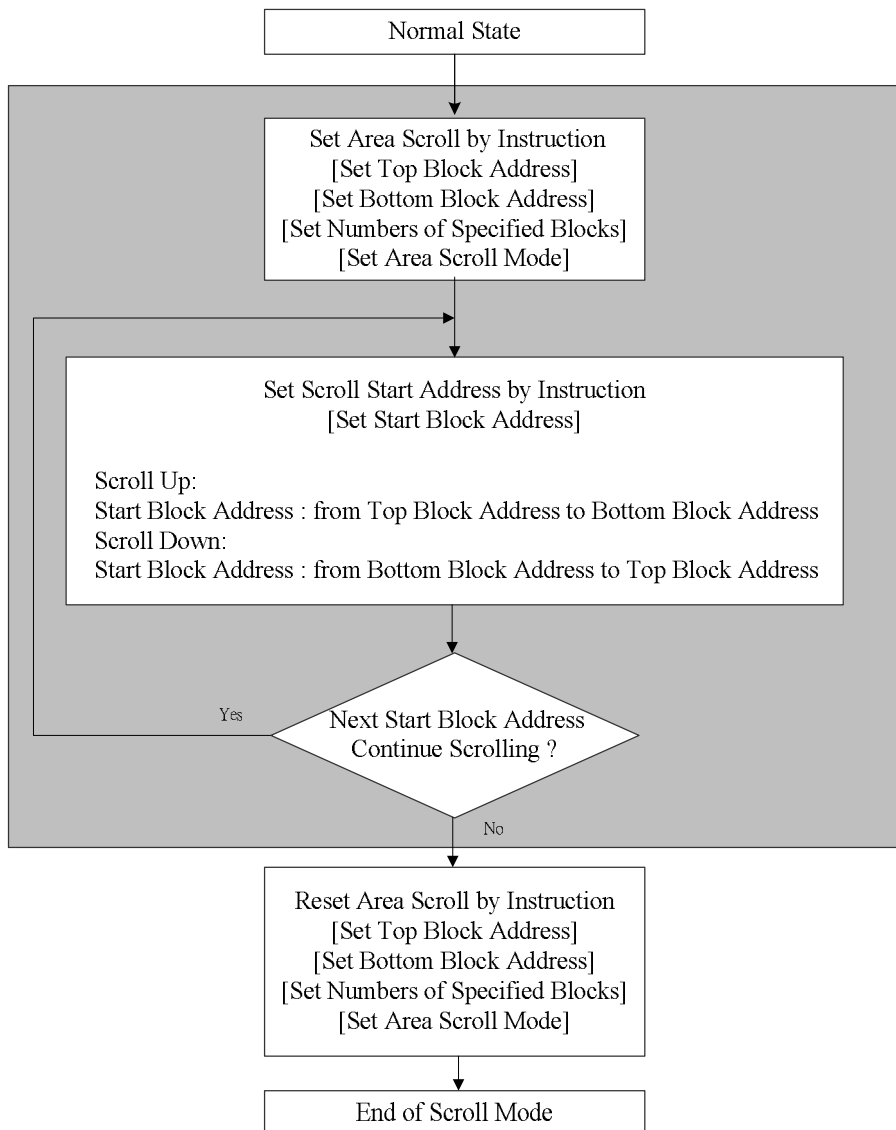 Normal State
Set Area Scroll by Instruction
[Set Top Block Address]
[Set Bottom Block Address]
[Set Numbers of Specified Blocks]
[Set Area Scroll Mode]
Set Scroll Start Address by Instruction
[Set Start Block Address]
Scroll Up:
Start Block Address : from Top Block Address to Bottom Block Address
Scroll Down:
Start Block Address : from Bottom Block Address to Top Block Address
Yes
Next Start Block Address
Continue Scrolling ?
No
Reset Area Scroll by Instruction
[Set Top Block Address]
[Set Bottom Block Address]
[Set Numbers of Specified Blocks]
[Set Area Scroll Mode]
End of Scroll Mode